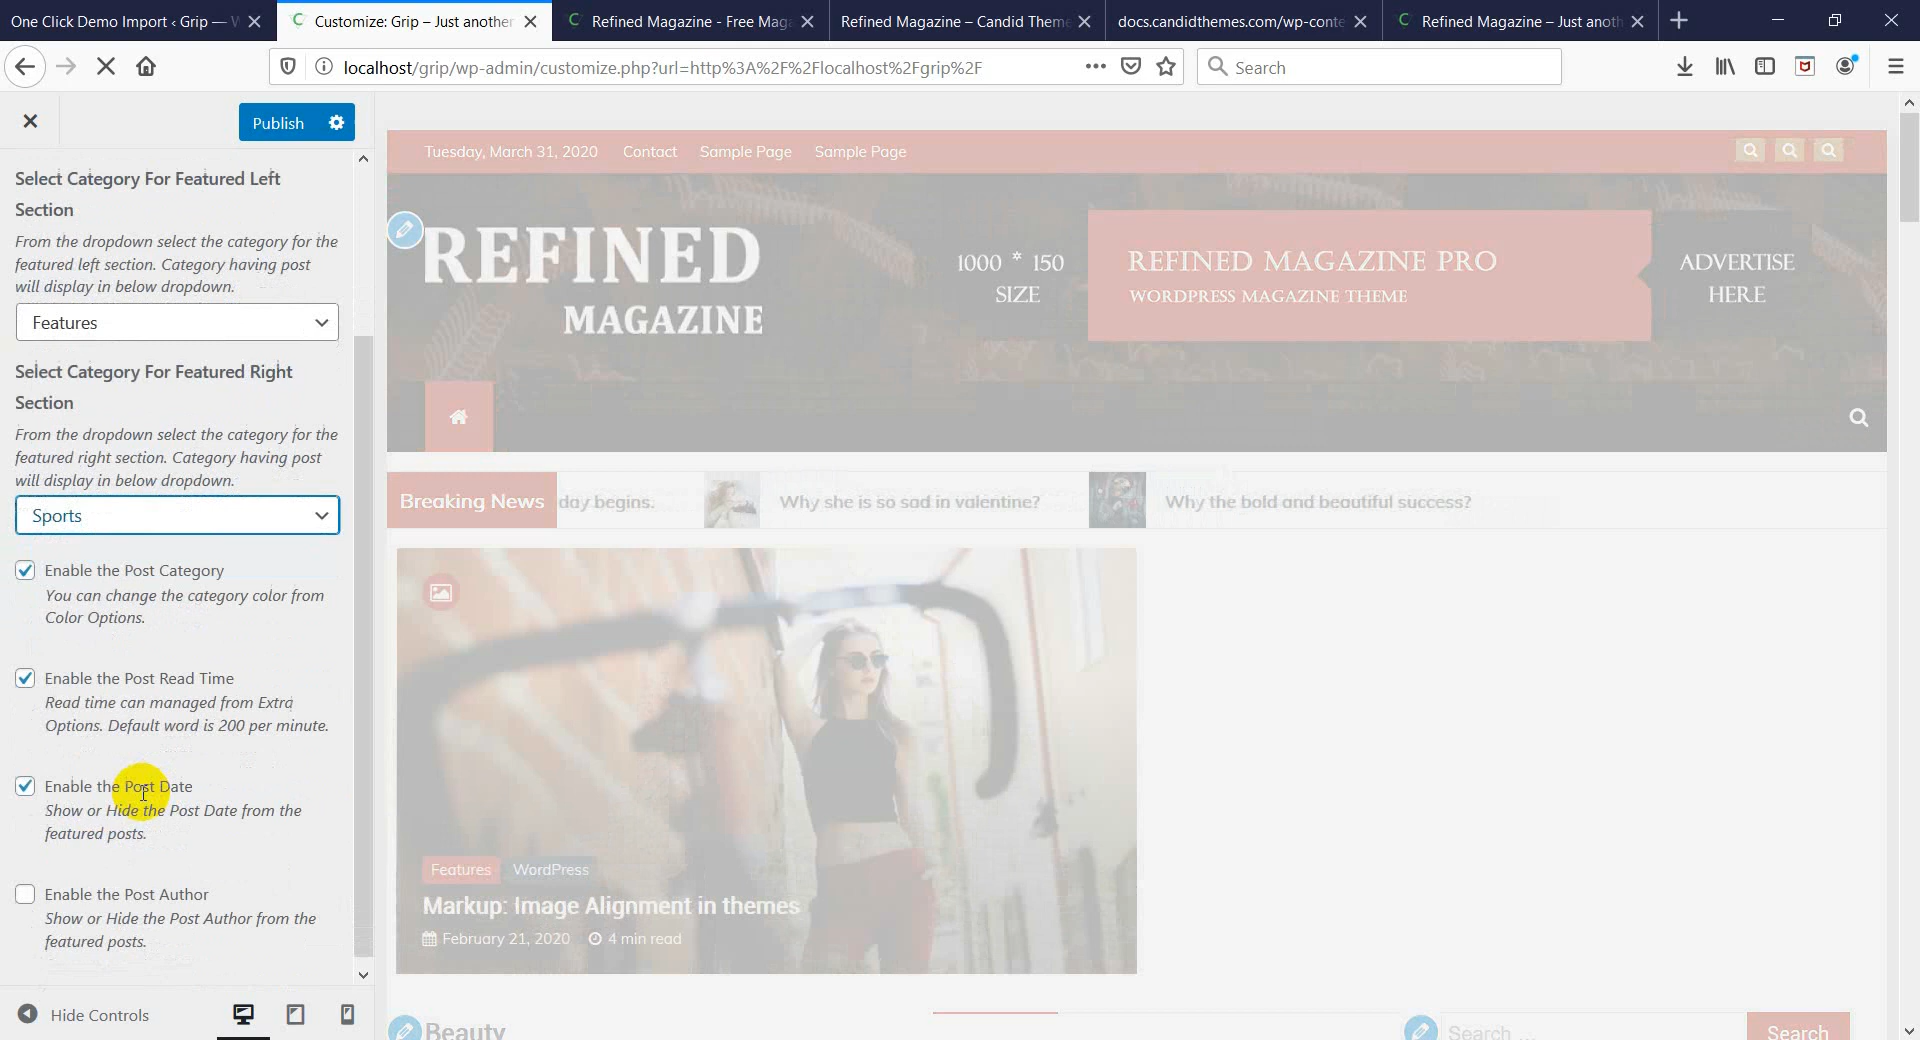 One Click Demo Import ‹ Grip — W
Customize: Grip – Just another
Refined Magazine - Free Maga
Refined Magazine – Candid Theme
docs.candidthemes.com/wp-conte
Refined Magazine – Just anoth
localhost/grip/wp-admin/customize.php?url=http%3A%2F%2Flocalhost%2Fgrip%2F
Search
Publish
Select Category For Featured Left
Section
From the dropdown select the category for the
featured left section. Category having post
will display in below dropdown.
Features
Select Category For Featured Right
Section
From the dropdown select the category for the
featured right section. Category having post
will display in below dropdown.
Sports
Enable the Post Category
You can change the category color from
Color Options.
Enable the Post Read Time
Read time can managed from Extra
Options. Default word is 200 per minute.
Enable the Post Date
Show or Hide the Post Date from the
featured posts.
Enable the Post Author
Show or Hide the Post Author from the
featured posts.
Hide Controls
Tuesday, March 31, 2020 Contact Sample Page Sample Page
REFINED
MAGAZINE
1000 * 150
SIZE
REFINED MAGAZINE PRO
WORDPRESS MAGAZINE THEME
ADVERTISE
HERE
Breaking News day begins. Why she is so sad in valentine? Why the bold and beautiful success?
Features WordPress
Markup: Image Alignment in themes
February 21, 2020 4 min read
Beauty
Search ...
Search